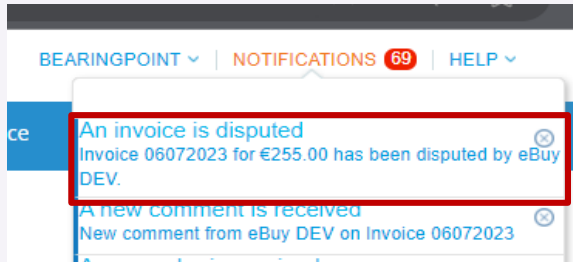 BEARINGPOINT NOTIFICATIONS 69 HELP
ce
An invoice is disputed
Invoice 06072023 for €255.00 has been disputed by eBuy
DEV.
A new comment is received
New comment from eBuy DEV on Invoice 06072023